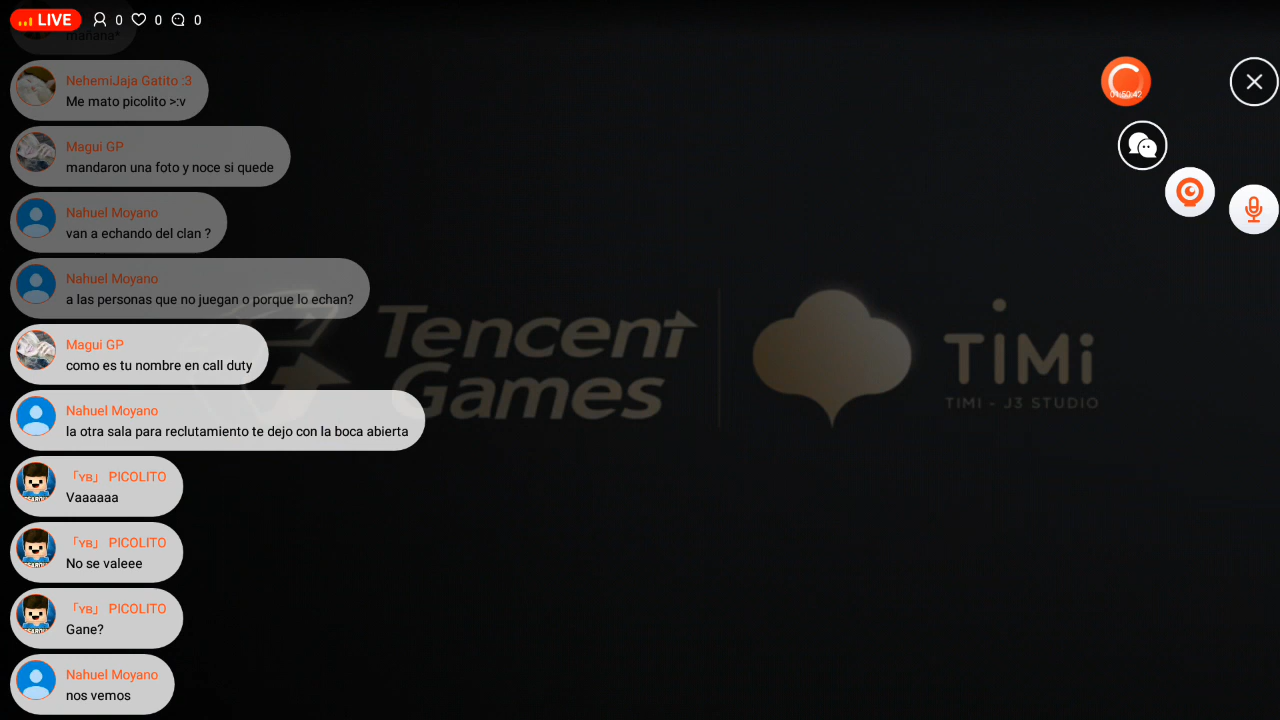 LIVE 0 0 0
mañana*
NehemiJaja Gatito :3
Me mato picolito >:v
Magui GP
mandaron una foto y noce si quede
Nahuel Moyano
van a echando del clan ?
Nahuel Moyano
a las personas que no juegan o porque lo echan?
Magui GP
como es tu nombre en call duty
Nahuel Moyano
la otra sala para reclutamiento te dejo con la boca abierta
「YB」 PICOLITO
Vaaaaaa
「YB」 PICOLITO
No se valeee
「YB」 PICOLITO
Gane?
Nahuel Moyano
nos vemos
01:50:42
Tencent
Games
TiMi
TIMI - J3 STUDIO